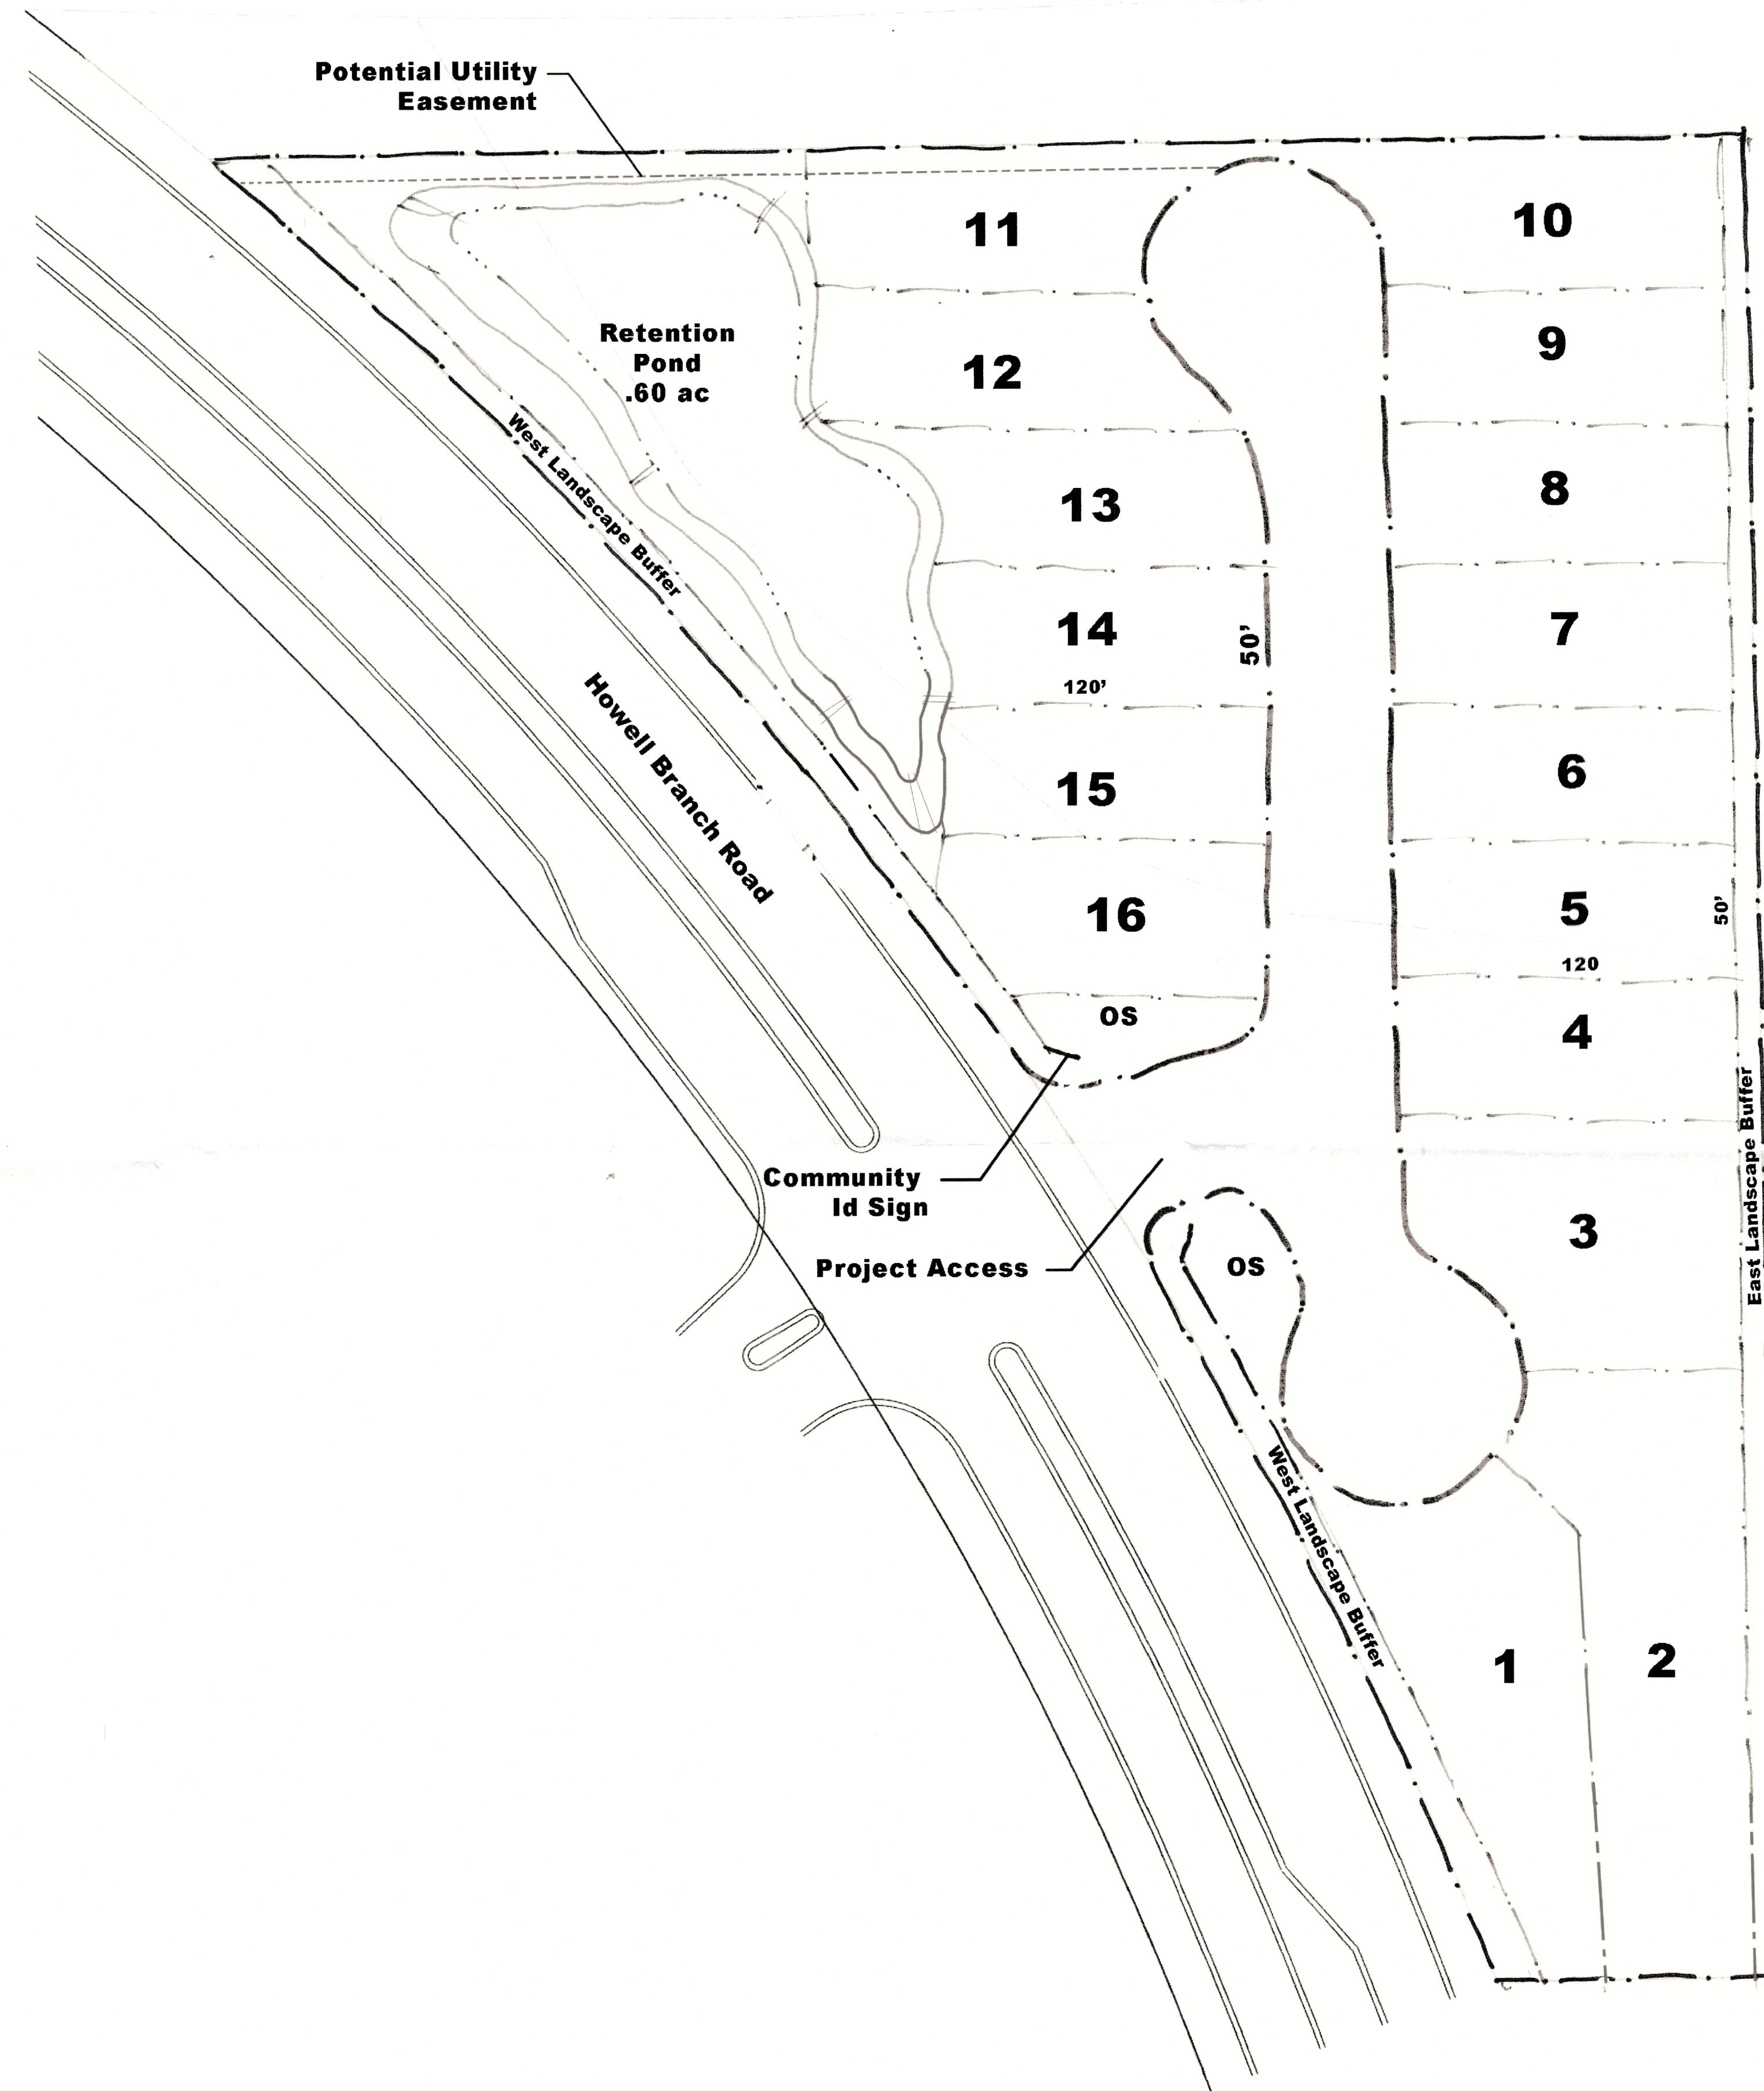 Potential Utility
Easement
11
10
Retention
Pond
.60 ac
12
9
West Landscape Buffer
13
8
14
7
50'
120'
Howell Branch Road
15
6
16
5
50'
120
OS
4
East Landscape Buffer
Community
Id Sign
3
Project Access
OS
West Landscape Buffer
1
2